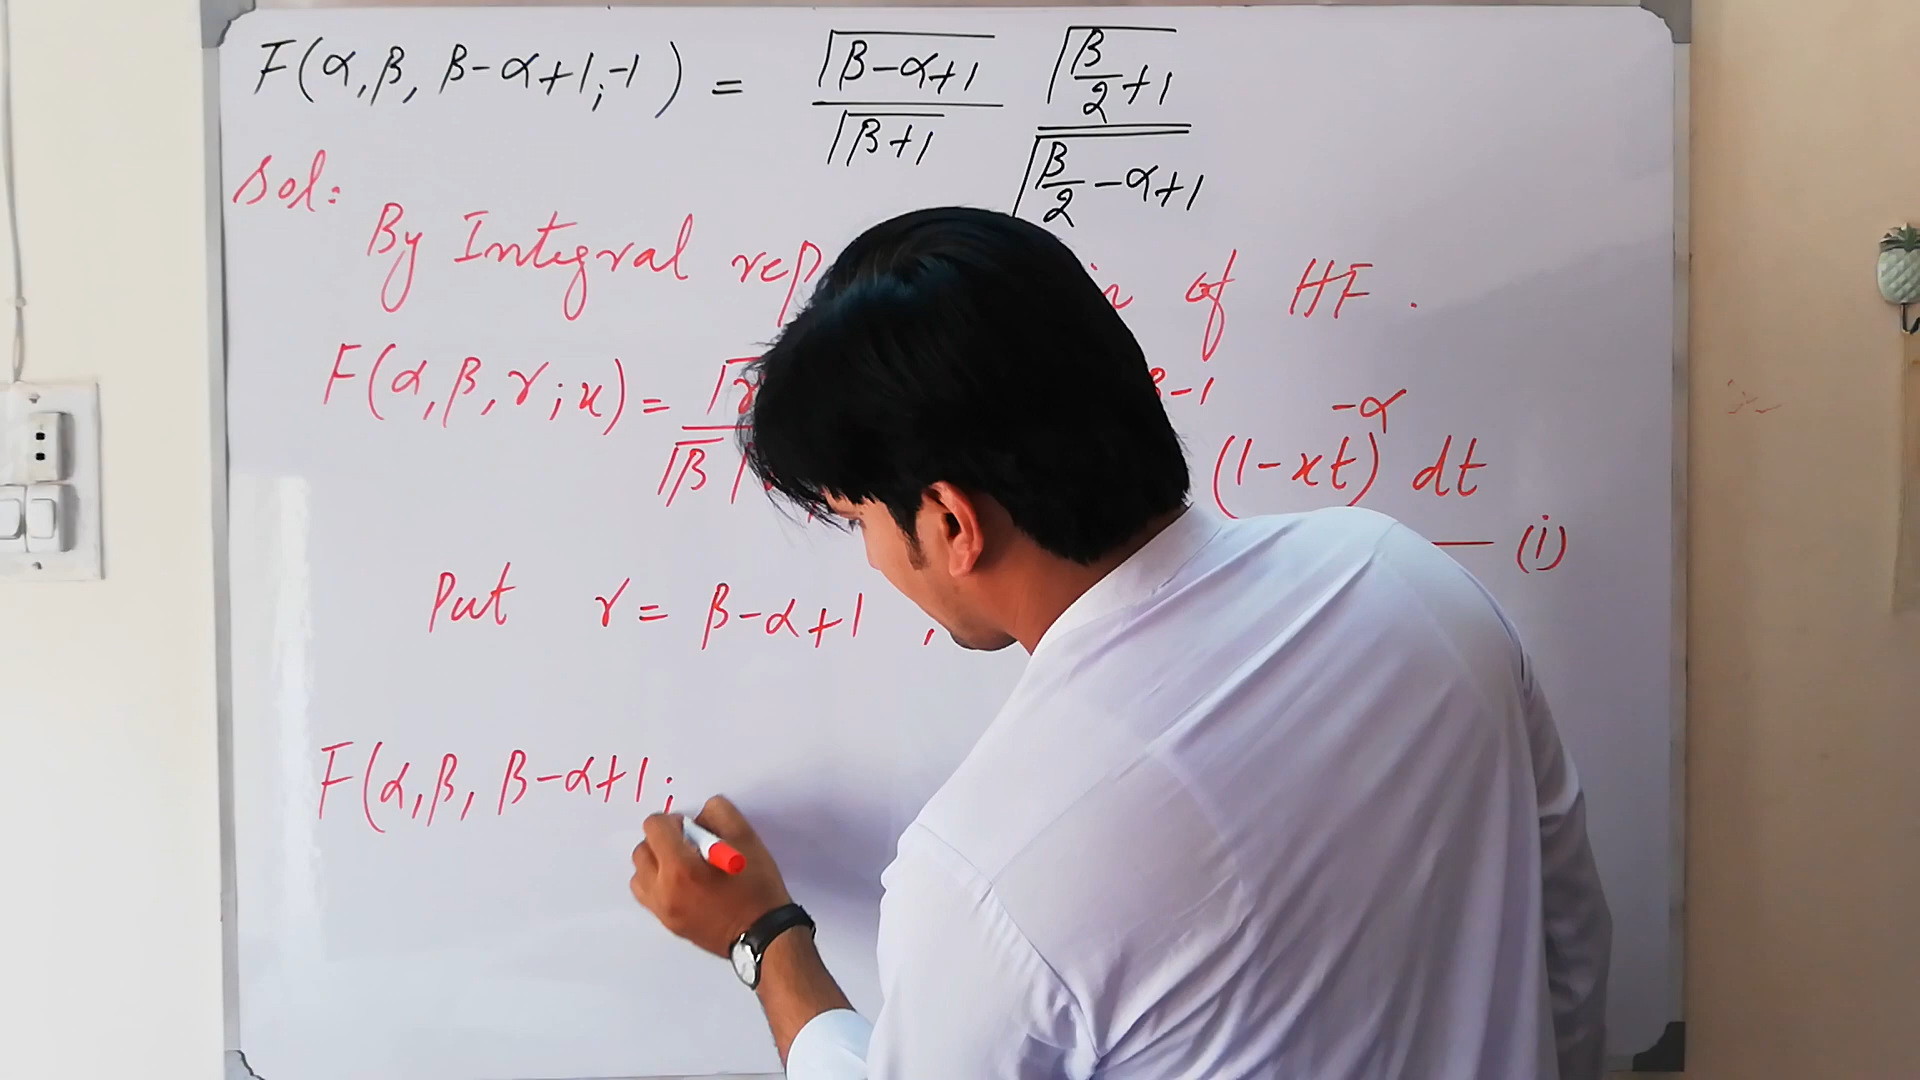 F(α,β, β-α+1;-1) = Γβ-α+1 / Γβ+1 Γβ/2+1 / Γβ/2-α+1
Sol:
By Integral rep of HF.
F(α,β,γ;x) = Γγ / Γβ β-1 (1-xt)^-α dt
— (i)
Put γ = β-α+1 ,
F(α,β, β-α+1;